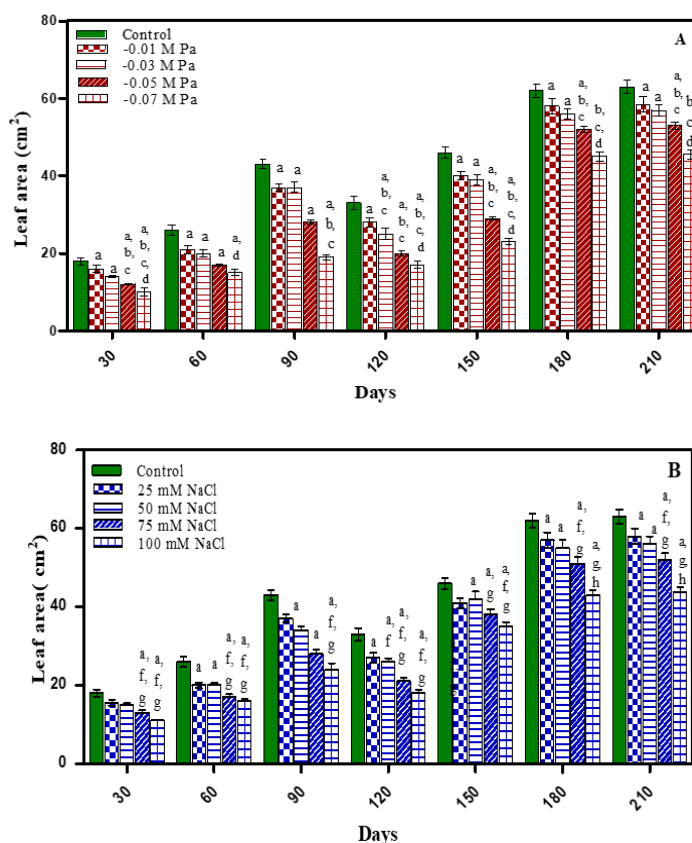 A
Control
-0.01 M Pa
-0.03 M Pa
-0.05 M Pa
-0.07 M Pa
Leaf area (cm2)
80
60
40
20
0
a
a
a, b, c
a, b, c, d
a
a
a
a, d
a
a
a
a, b, c
a
a, b, c
a, b, c
a, b, c, d
a
a
a, b, c
a, b, c, d
a
a
a, b, c
b, c, d
a
a
a, b, c
b, c, d
30 60 90 120 150 180 210
Days
B
Control
25 mM NaCl
50 mM NaCl
75 mM NaCl
100 mM NaCl
Leaf area( cm2)
80
60
40
20
0
a, f, g
a, f, g
a
a
a, f, g
a, f, g
a
a
a
a, f, g
a
a
a, f, g
a, f, g
a
a
a, g
a, f, g
a
a
a, f, g
a, g, h
a
a
a, f, g
a, g, h
30 60 90 120 150 180 210
Days